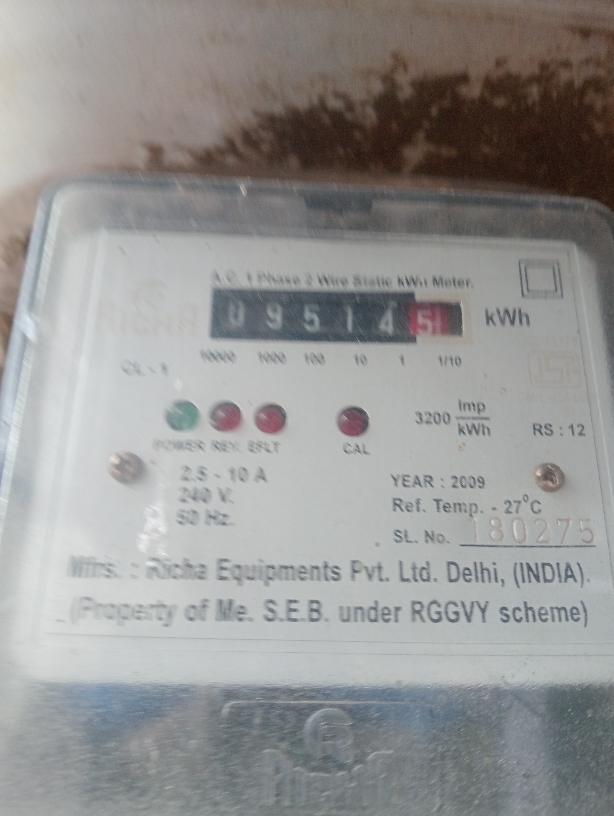 A.C. 1 Phase 2 Wire Static kWh Meter.
RICHA
095145 kWh
CL - 1
10000 1000 100 10 1 1/10
3200 Imp/kWh
RS : 12
POWER REV. EFLT CAL
2.5 - 10 A
240 V.
50 Hz.
YEAR : 2009
Ref. Temp. - 27°C
SL. No. 180275
Mfrs. : Richa Equipments Pvt. Ltd. Delhi, (INDIA).
(Property of Me. S.E.B. under RGGVY scheme)